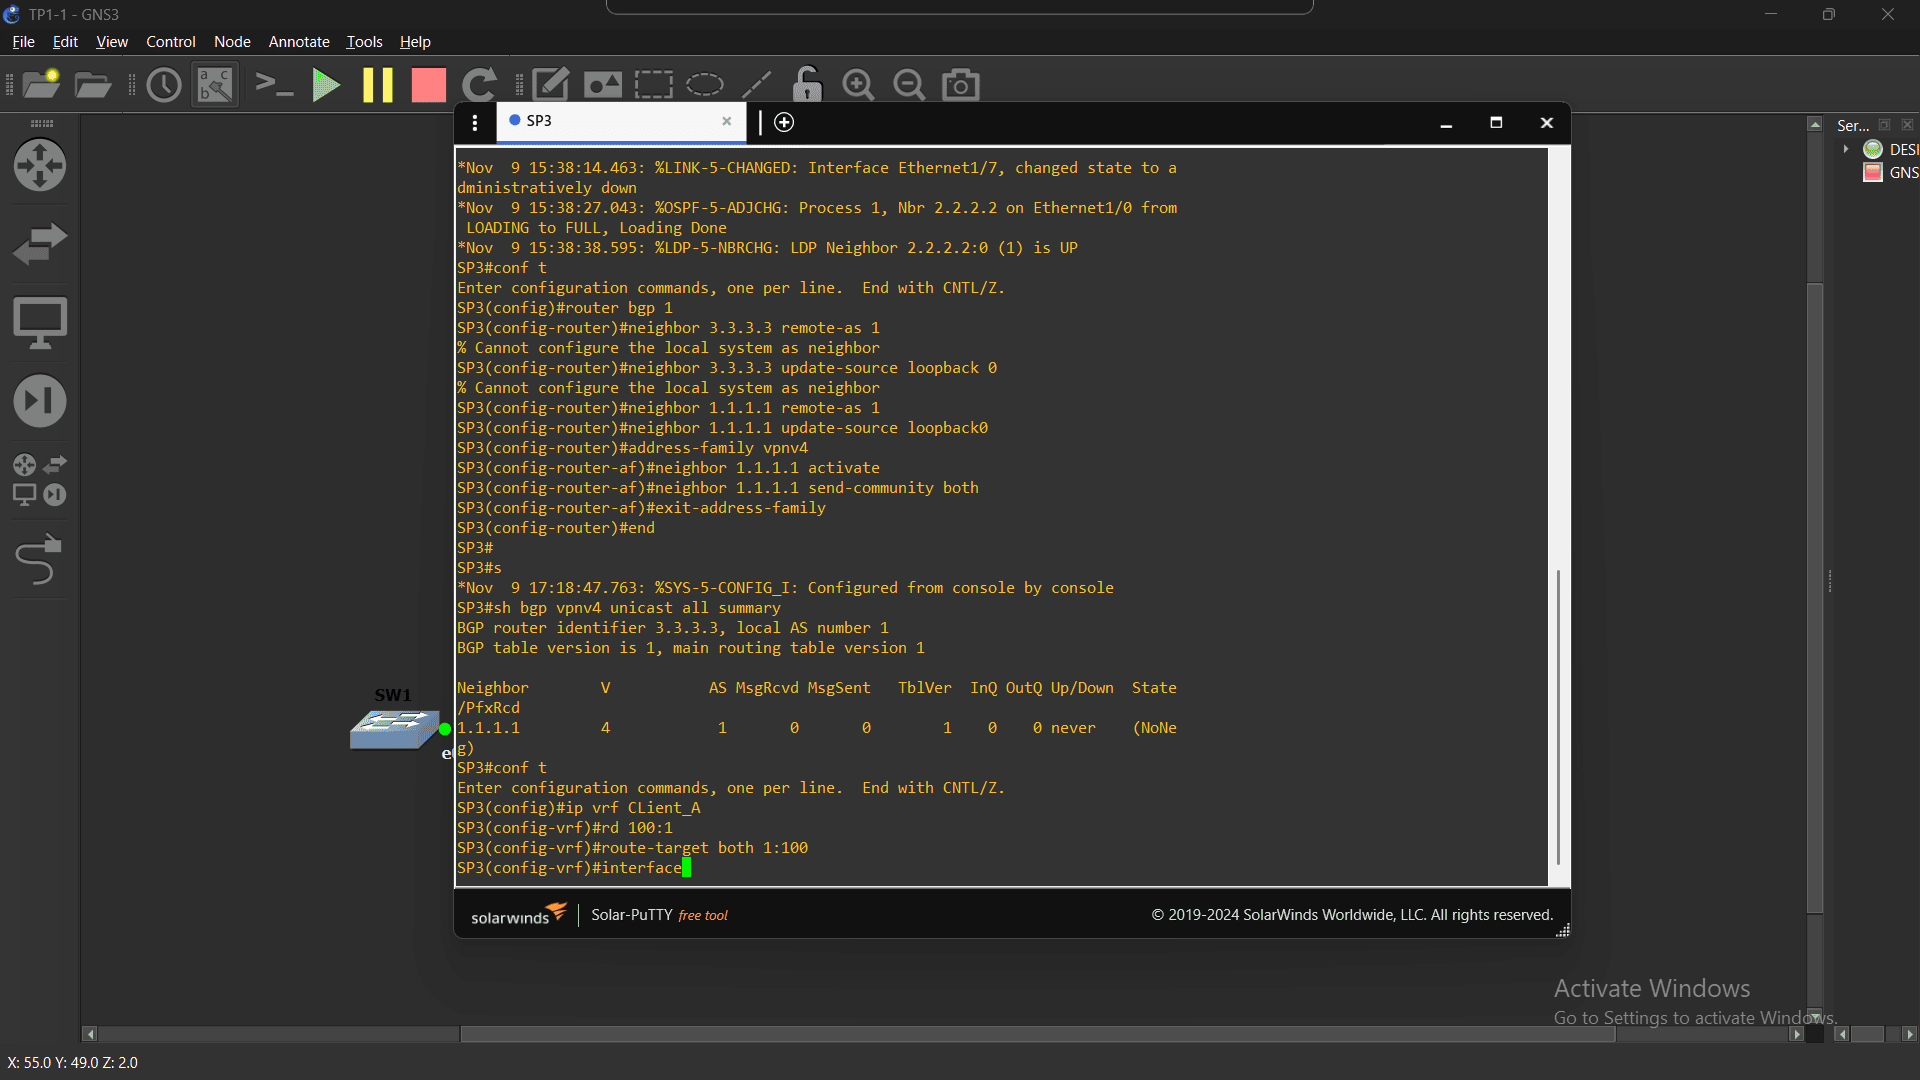 TP1-1 - GNS3
File Edit View Control Node Annotate Tools Help
SP3
Ser...
DESI
GNS
*Nov  9 15:38:14.463: %LINK-5-CHANGED: Interface Ethernet1/7, changed state to a
dministratively down
*Nov  9 15:38:27.043: %OSPF-5-ADJCHG: Process 1, Nbr 2.2.2.2 on Ethernet1/0 from
 LOADING to FULL, Loading Done
*Nov  9 15:38:38.595: %LDP-5-NBRCHG: LDP Neighbor 2.2.2.2:0 (1) is UP
SP3#conf t
Enter configuration commands, one per line.  End with CNTL/Z.
SP3(config)#router bgp 1
SP3(config-router)#neighbor 3.3.3.3 remote-as 1
% Cannot configure the local system as neighbor
SP3(config-router)#neighbor 3.3.3.3 update-source loopback 0
% Cannot configure the local system as neighbor
SP3(config-router)#neighbor 1.1.1.1 remote-as 1
SP3(config-router)#neighbor 1.1.1.1 update-source loopback0
SP3(config-router)#address-family vpnv4
SP3(config-router-af)#neighbor 1.1.1.1 activate
SP3(config-router-af)#neighbor 1.1.1.1 send-community both
SP3(config-router-af)#exit-address-family
SP3(config-router)#end
SP3#
SP3#s
*Nov  9 17:18:47.763: %SYS-5-CONFIG_I: Configured from console by console
SP3#sh bgp vpnv4 unicast all summary
BGP router identifier 3.3.3.3, local AS number 1
BGP table version is 1, main routing table version 1
Neighbor        V           AS MsgRcvd MsgSent   TblVer  InQ OutQ Up/Down  State
/PfxRcd
1.1.1.1         4            1       0       0        1    0    0 never    (NoNe
g)
SP3#conf t
Enter configuration commands, one per line.  End with CNTL/Z.
SP3(config)#ip vrf CLient_A
SP3(config-vrf)#rd 100:1
SP3(config-vrf)#route-target both 1:100
SP3(config-vrf)#interface
SW1
e
solarwinds Solar-PuTTY free tool © 2019-2024 SolarWinds Worldwide, LLC. All rights reserved.
Activate Windows
Go to Settings to activate Windows.
X: 55.0 Y: 49.0 Z: 2.0